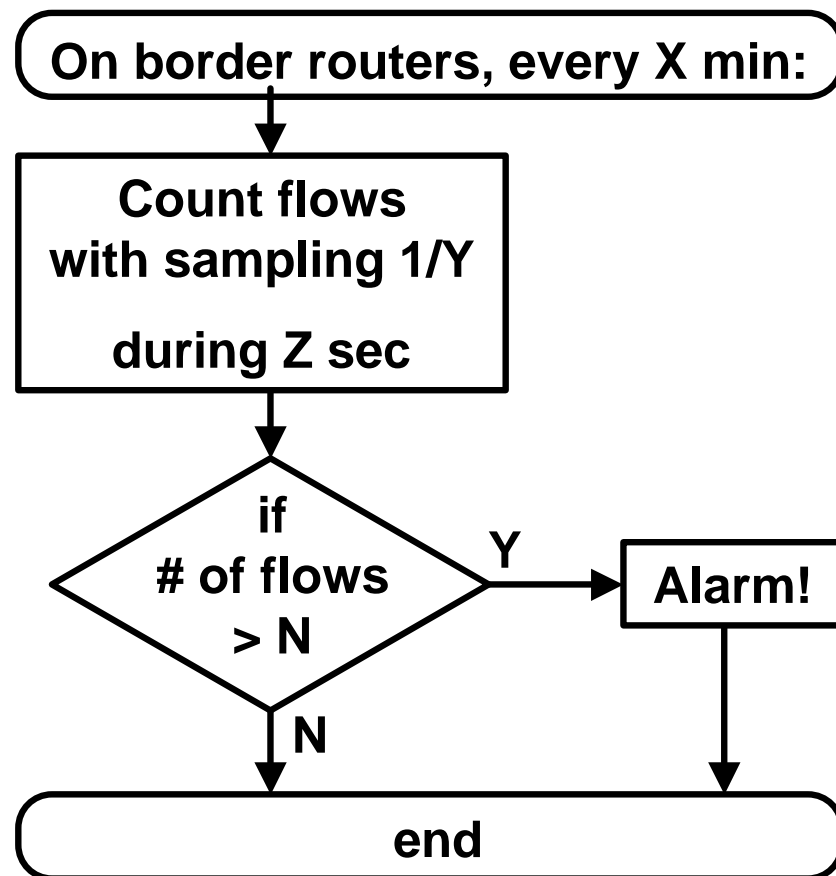 On border routers, every X min:
Count flows
with sampling 1/Y
during Z sec
if
# of flows
> N
Y
Alarm!
N
end